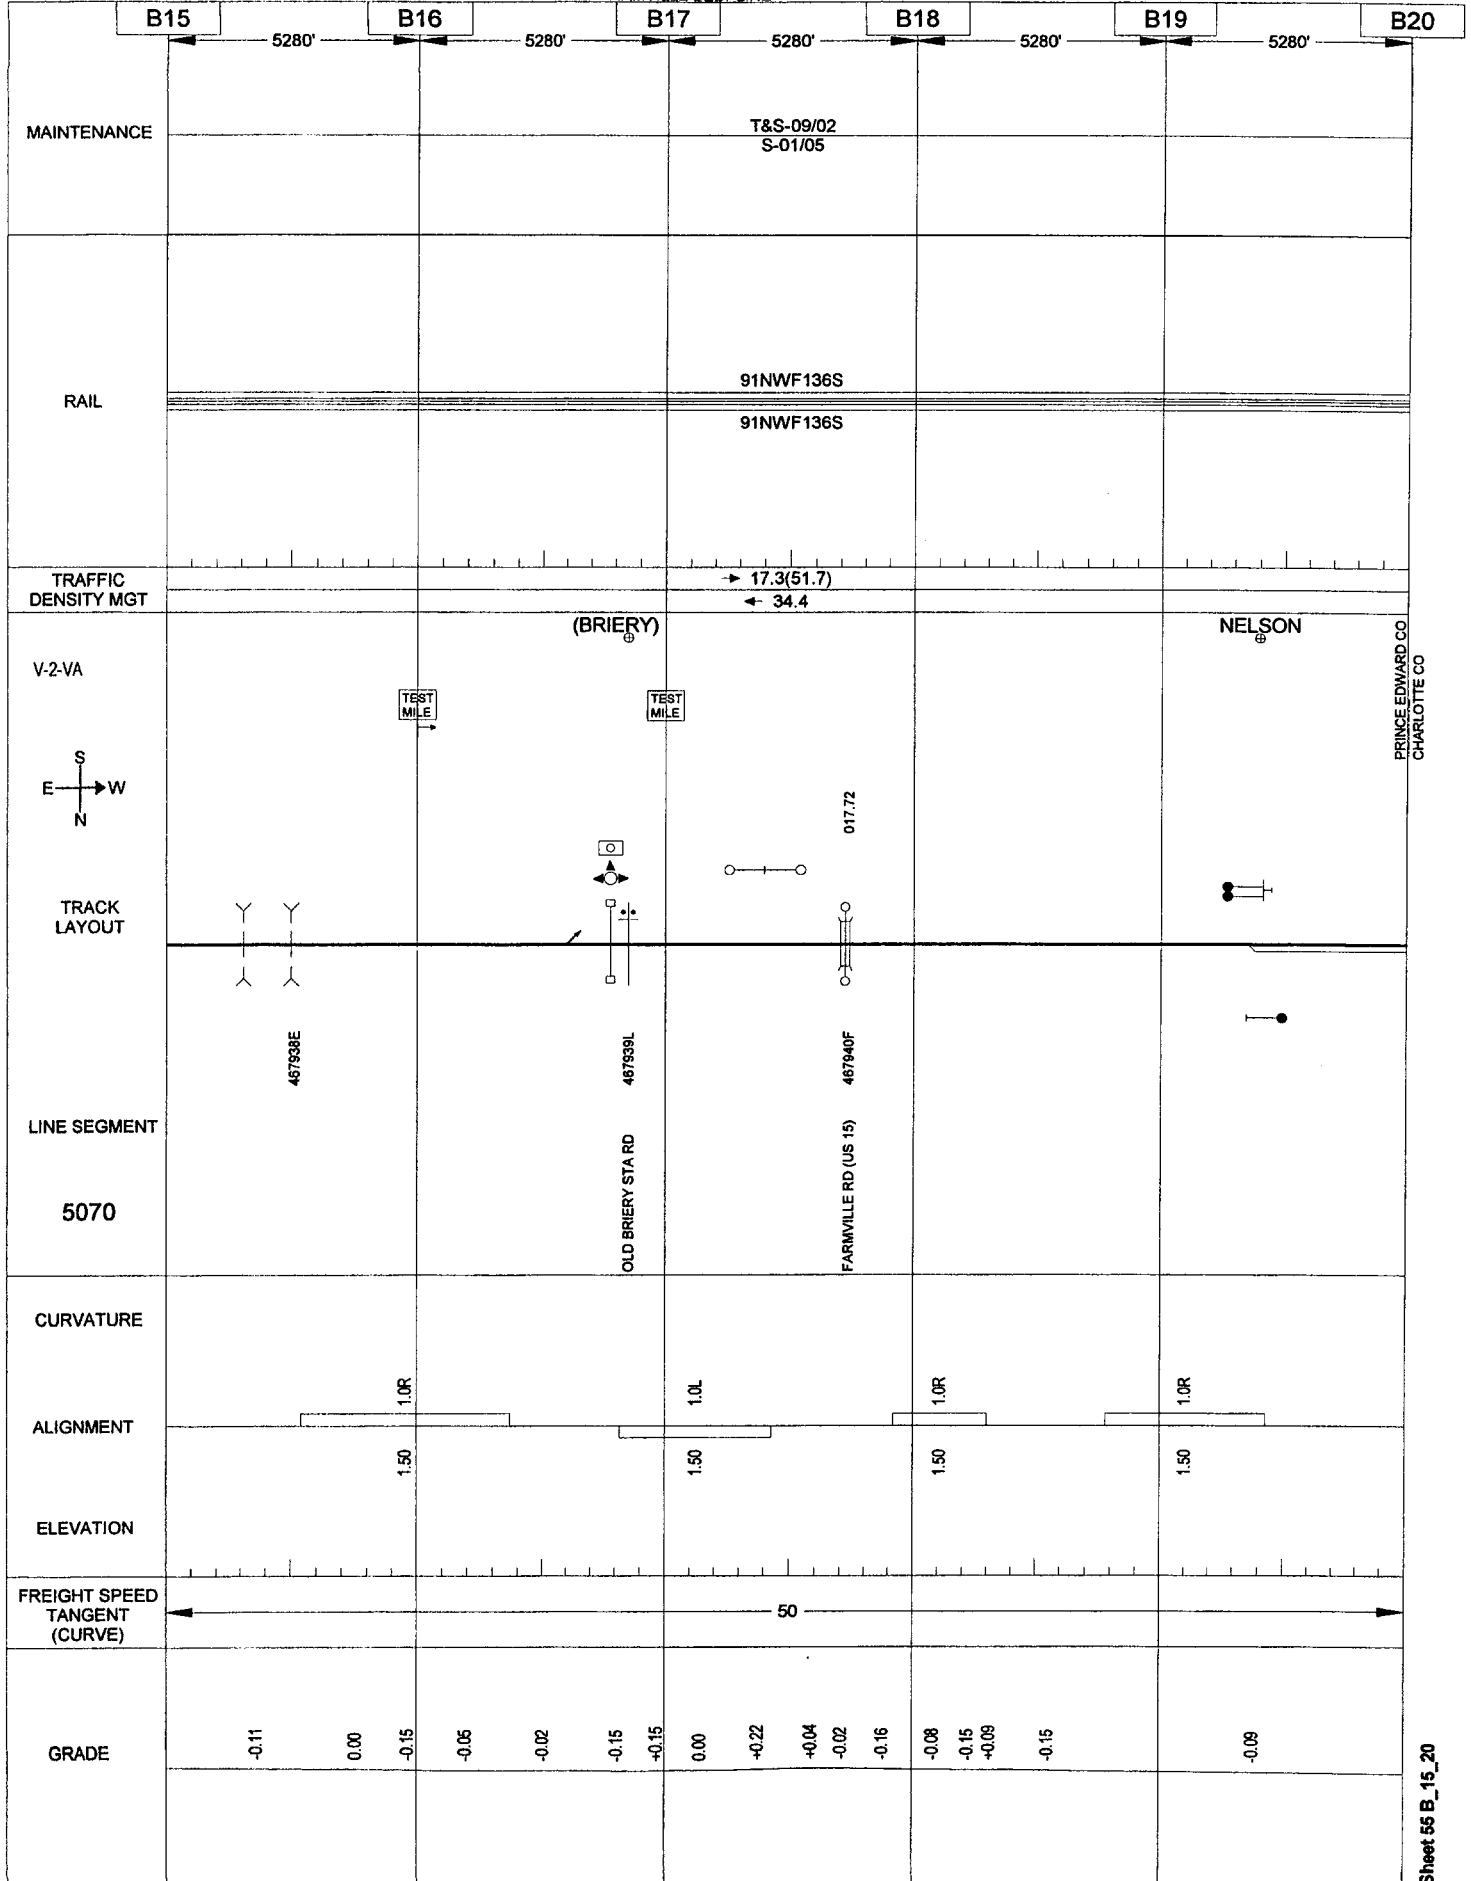 B15 B16 B17 B18 B19 B20
5280' 5280' 5280' 5280' 5280'
MAINTENANCE
T&S-09/02
S-01/05
RAIL
91NWF136S
91NWF136S
TRAFFIC
DENSITY MGT
17.3(51.7)
34.4
(BRIERY)
NELSON
PRINCE EDWARD CO
CHARLOTTE CO
V-2-VA
TEST
MILE
TEST
MILE
S
E W
N
017.72
TRACK
LAYOUT
467938E
467939L
467940F
LINE SEGMENT
5070
OLD BRIERY STA RD
FARMVILLE RD (US 15)
CURVATURE
1.0R 1.0L 1.0R 1.0R
ALIGNMENT
1.50 1.50 1.50 1.50
ELEVATION
FREIGHT SPEED
TANGENT
(CURVE)
50
GRADE
-0.11 0.00 -0.15 -0.05 -0.02 -0.15 +0.15 0.00 +0.22 +0.04 -0.02 -0.16 -0.08 -0.15 +0.09 -0.15 -0.09
Sheet 55 B_15_20